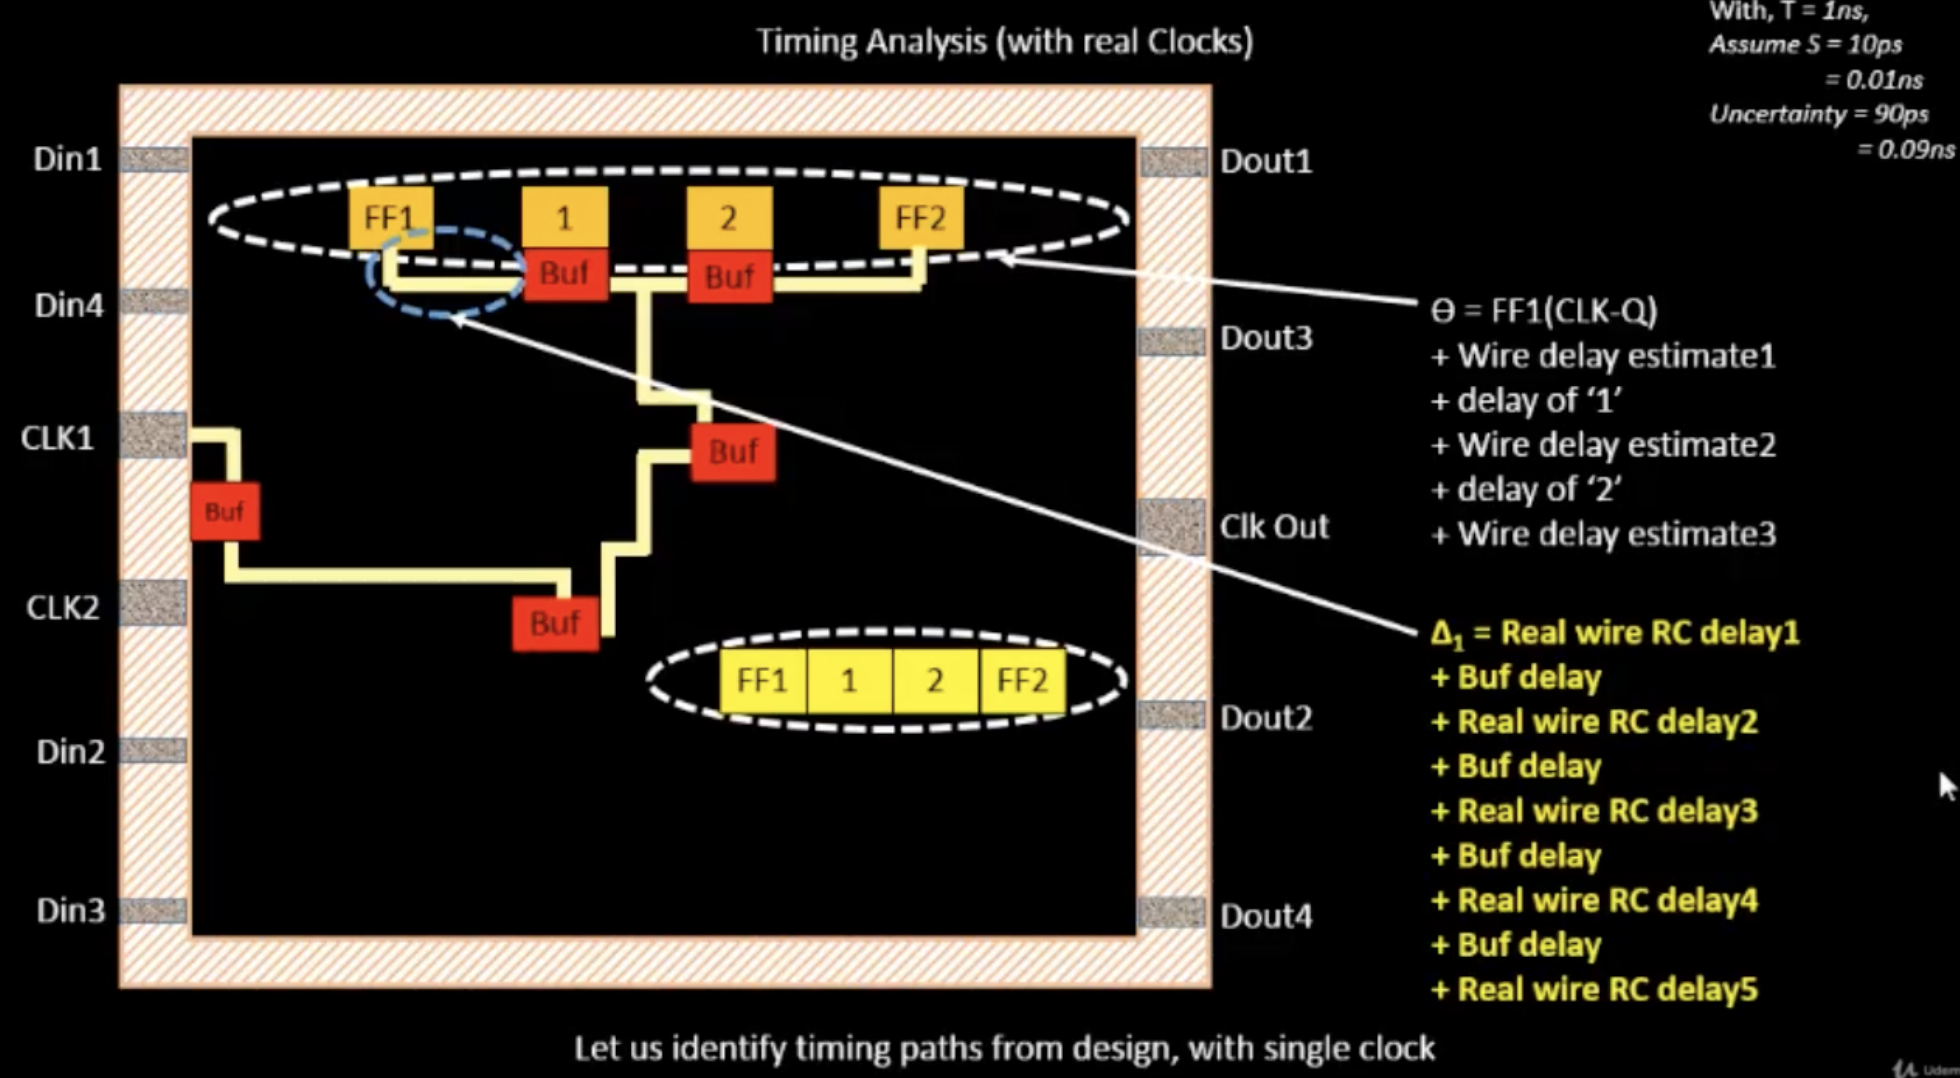 Timing Analysis (with real Clocks)
With, T = 1ns,
Assume S = 10ps
= 0.01ns
Uncertainty = 90ps
= 0.09ns
Din1
Din4
CLK1
CLK2
Din2
Din3
FF1
1
2
FF2
Buf
Buf
Buf
Buf
Buf
FF1
1
2
FF2
Dout1
Dout3
Clk Out
Dout2
Dout4
Ө = FF1(CLK-Q)
+ Wire delay estimate1
+ delay of ‘1’
+ Wire delay estimate2
+ delay of ‘2’
+ Wire delay estimate3
Δ₁ = Real wire RC delay1
+ Buf delay
+ Real wire RC delay2
+ Buf delay
+ Real wire RC delay3
+ Buf delay
+ Real wire RC delay4
+ Buf delay
+ Real wire RC delay5
Let us identify timing paths from design, with single clock